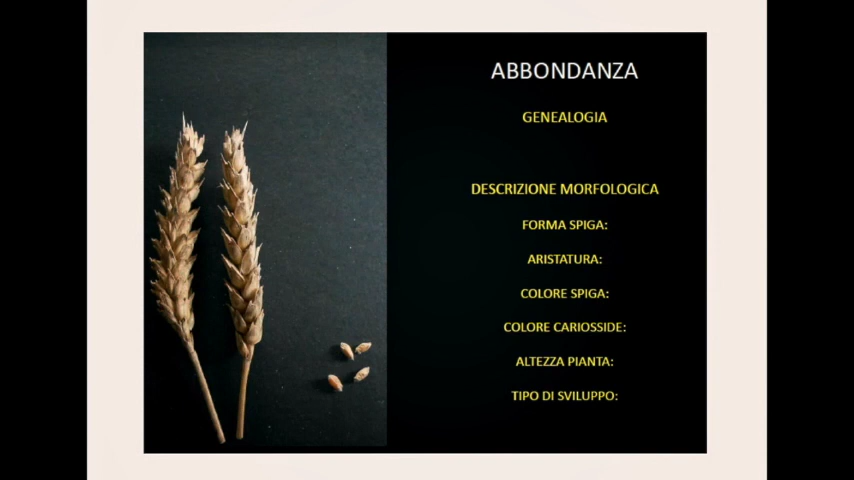 ABBONDANZA
GENEALOGIA
DESCRIZIONE MORFOLOGICA
FORMA SPIGA:
ARISTATURA:
COLORE SPIGA:
COLORE CARIOSSIDE:
ALTEZZA PIANTA:
TIPO DI SVILUPPO: